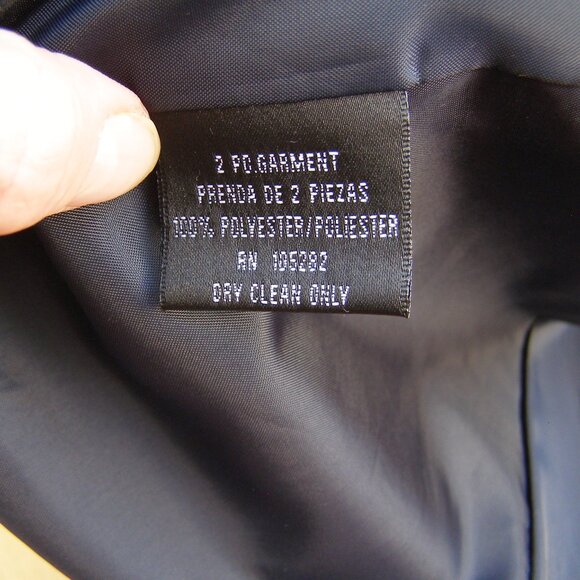 2 PC.GARMENT
PRENDA DE 2 PIEZAS
100% POLYESTER/POLIESTER
RN 105282
DRY CLEAN ONLY